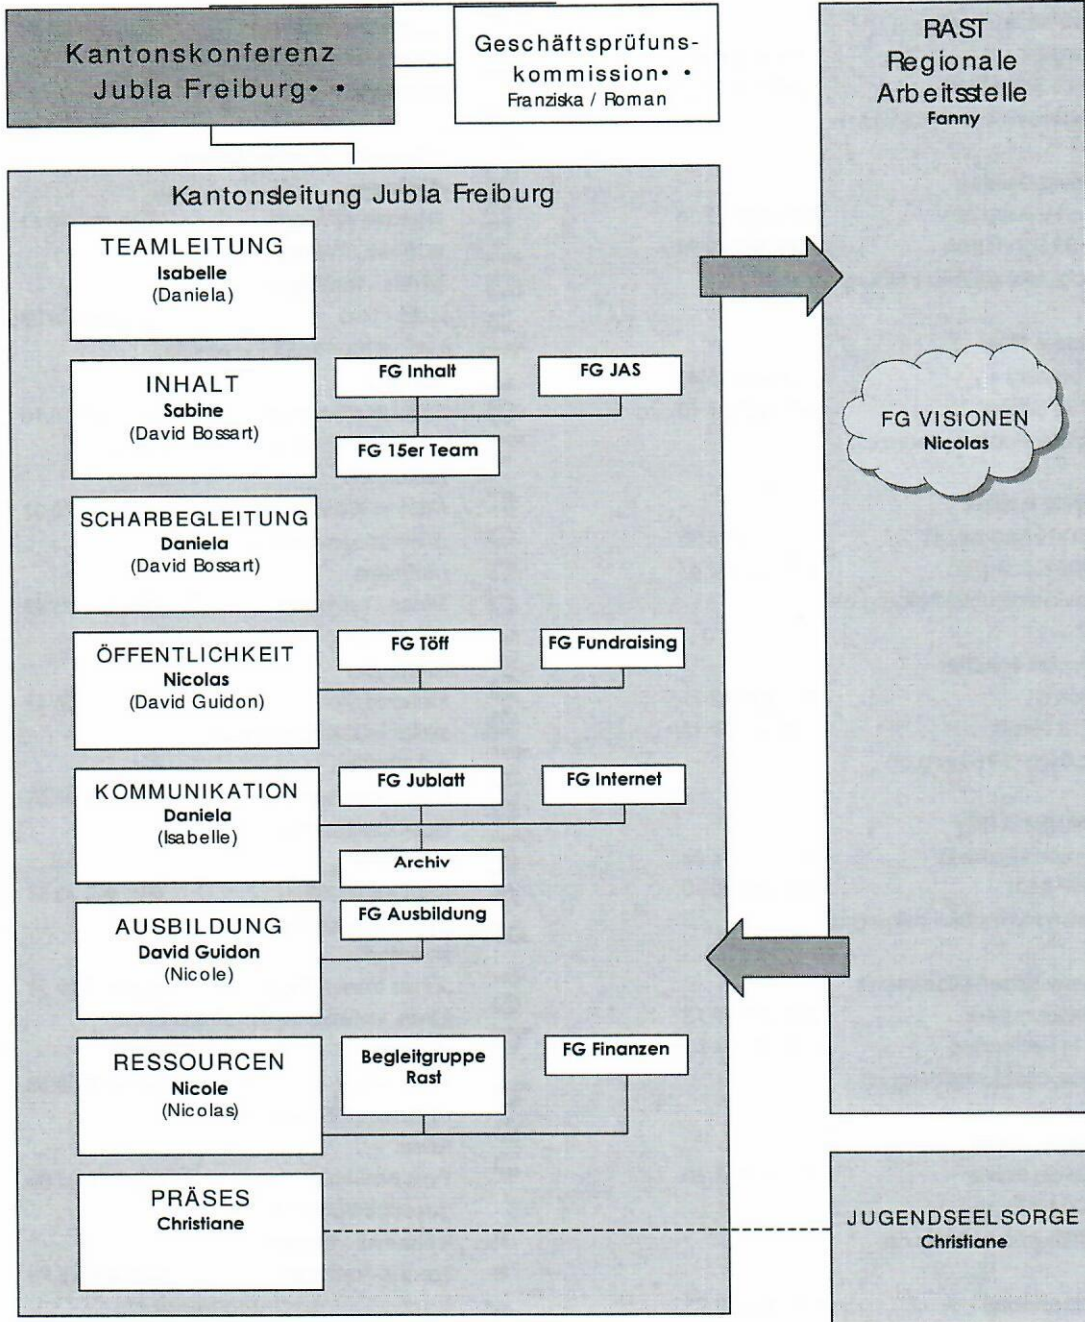 Kantonskonferenz
Jubla Freiburg• •
Geschäftsprüfuns-
kommission• •
Franziska / Roman
RAST
Regionale
Arbeitsstelle
Fanny
Kantonsleitung Jubla Freiburg
TEAMLEITUNG
Isabelle
(Daniela)
INHALT
Sabine
(David Bossart)
FG Inhalt
FG JAS
FG 15er Team
FG VISIONEN
Nicolas
SCHARBEGLEITUNG
Daniela
(David Bossart)
ÖFFENTLICHKEIT
Nicolas
(David Guidon)
FG Töff
FG Fundraising
KOMMUNIKATION
Daniela
(Isabelle)
FG Jublatt
FG Internet
Archiv
AUSBILDUNG
David Guidon
(Nicole)
FG Ausbildung
RESSOURCEN
Nicole
(Nicolas)
Begleitgruppe
Rast
FG Finanzen
PRÄSES
Christiane
JUGENDSEELSORGE
Christiane